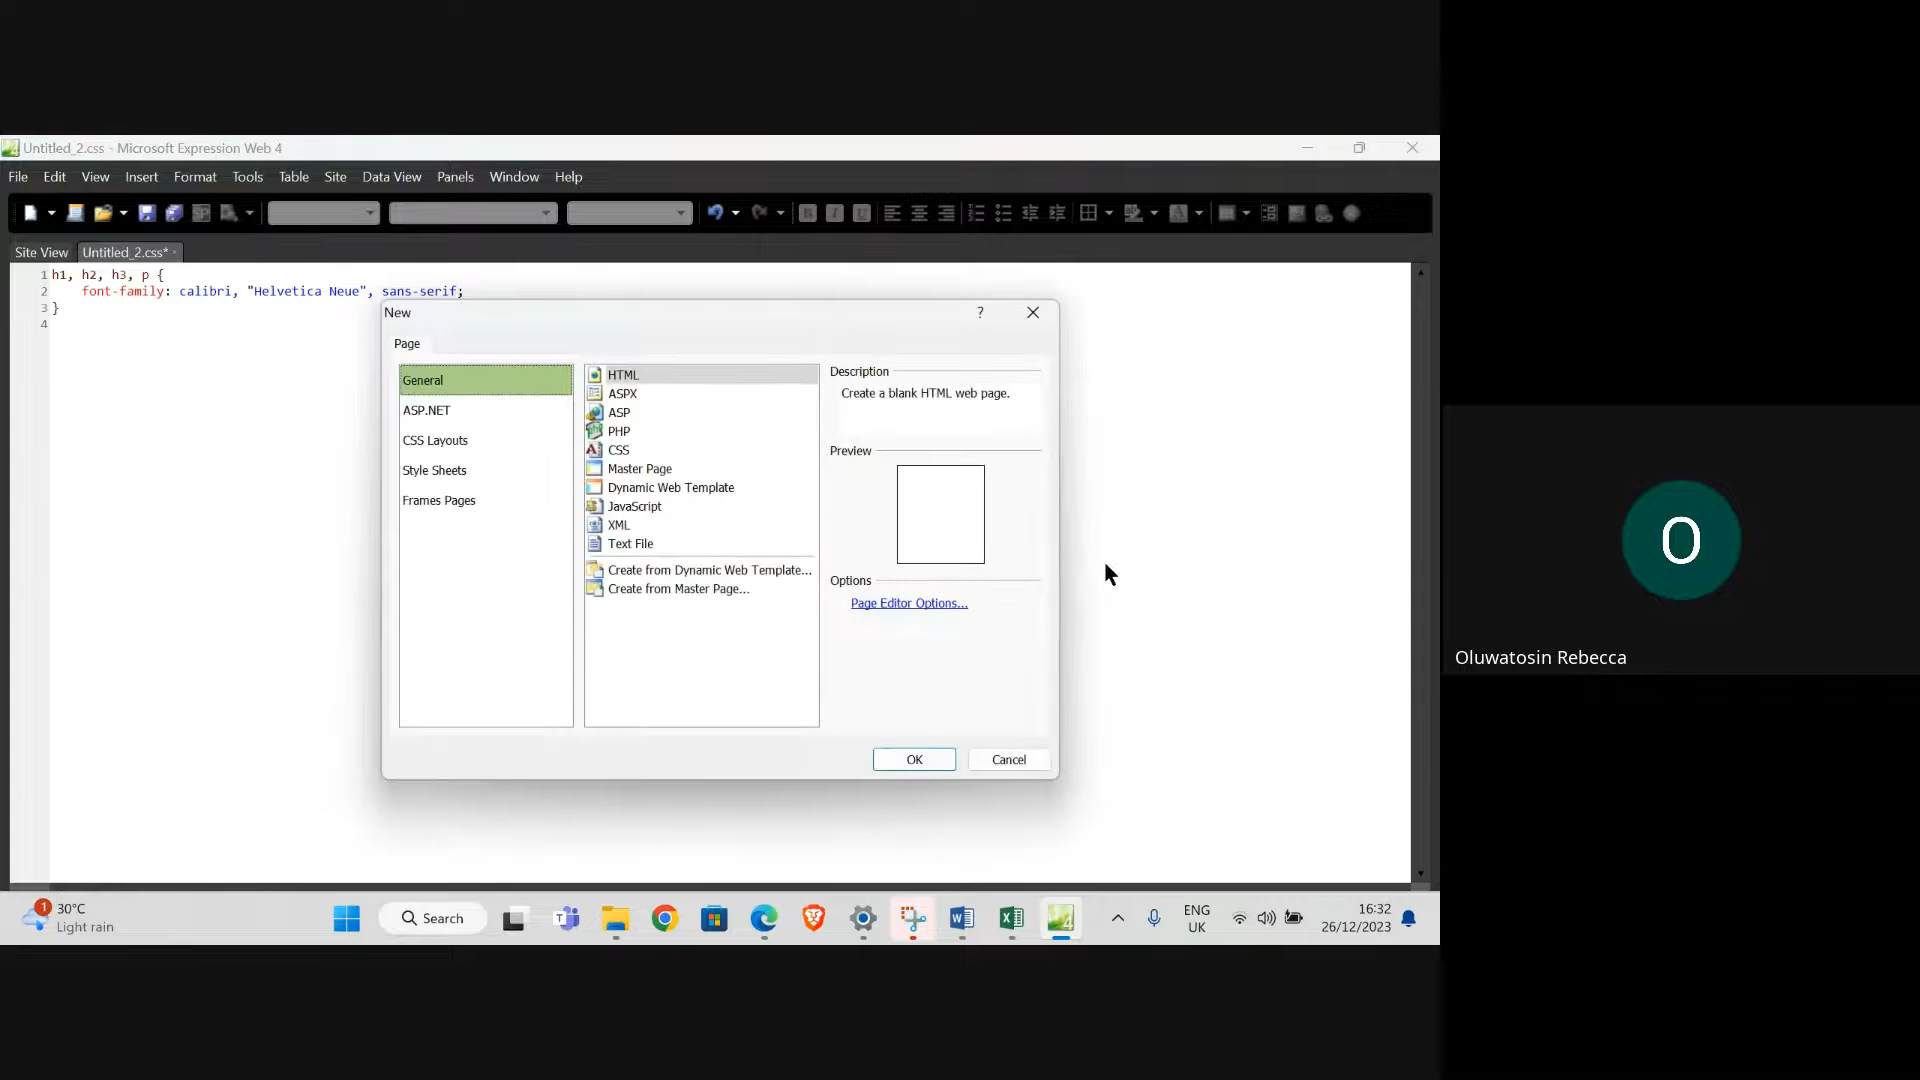 Untitled_2.css - Microsoft Expression Web 4
File Edit View Insert Format Tools Table Site Data View Panels Window Help
Site View Untitled_2.css*
1 h1, h2, h3, p {
2 font-family: calibri, "Helvetica Neue", sans-serif;
3 }
4
New
?
Page
General
ASP.NET
CSS Layouts
Style Sheets
Frames Pages
HTML
ASPX
ASP
PHP
CSS
Master Page
Dynamic Web Template
JavaScript
XML
Text File
Create from Dynamic Web Template...
Create from Master Page...
Description
Create a blank HTML web page.
Preview
Options
Page Editor Options...
OK Cancel
O
Oluwatosin Rebecca
1
30°C
Light rain
Search
ENG
UK
16:32
26/12/2023